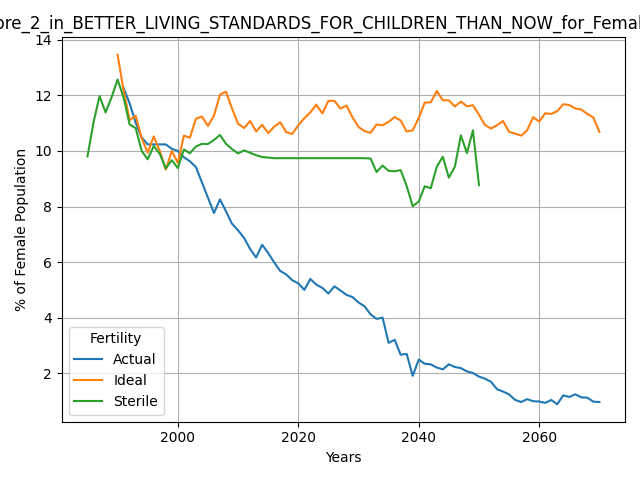 ore_2_in_BETTER_LIVING_STANDARDS_FOR_CHILDREN_THAN_NOW_for_Femal
14
12
10
8
6
4
2
% of Female Population
Fertility
Actual
Ideal
Sterile
2000 2020 2040 2060
Years